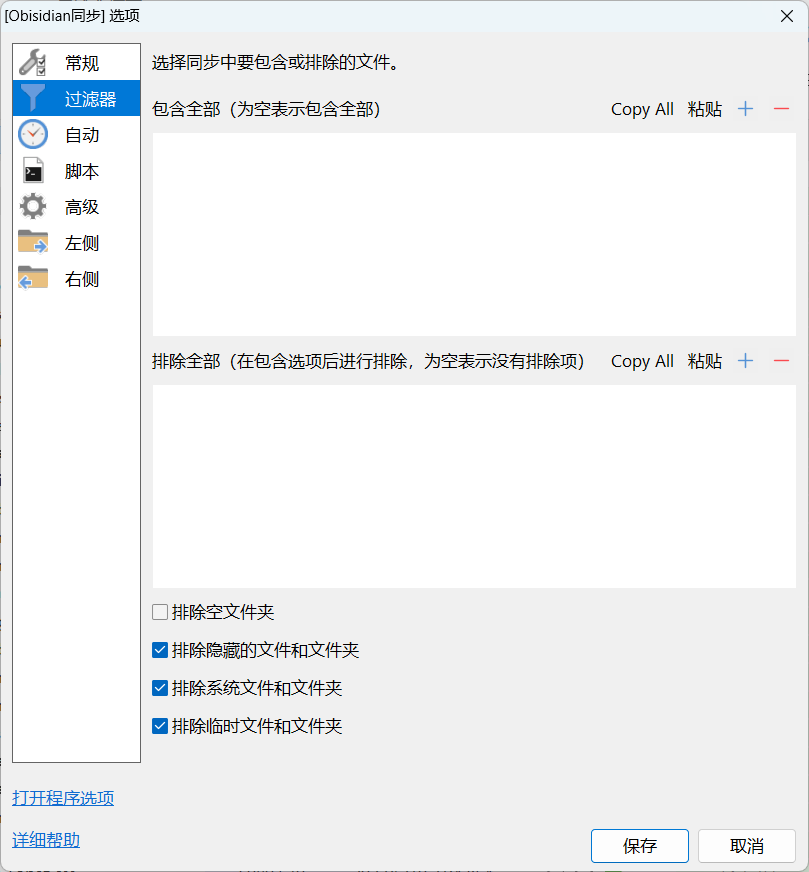 [Obisidian同步] 选项
常规
过滤器
自动
脚本
高级
左侧
右侧
选择同步中要包含或排除的文件。
包含全部（为空表示包含全部） Copy All 粘贴
排除全部（在包含选项后进行排除，为空表示没有排除项） Copy All 粘贴
排除空文件夹
排除隐藏的文件和文件夹
排除系统文件和文件夹
排除临时文件和文件夹
打开程序选项
详细帮助
保存 取消